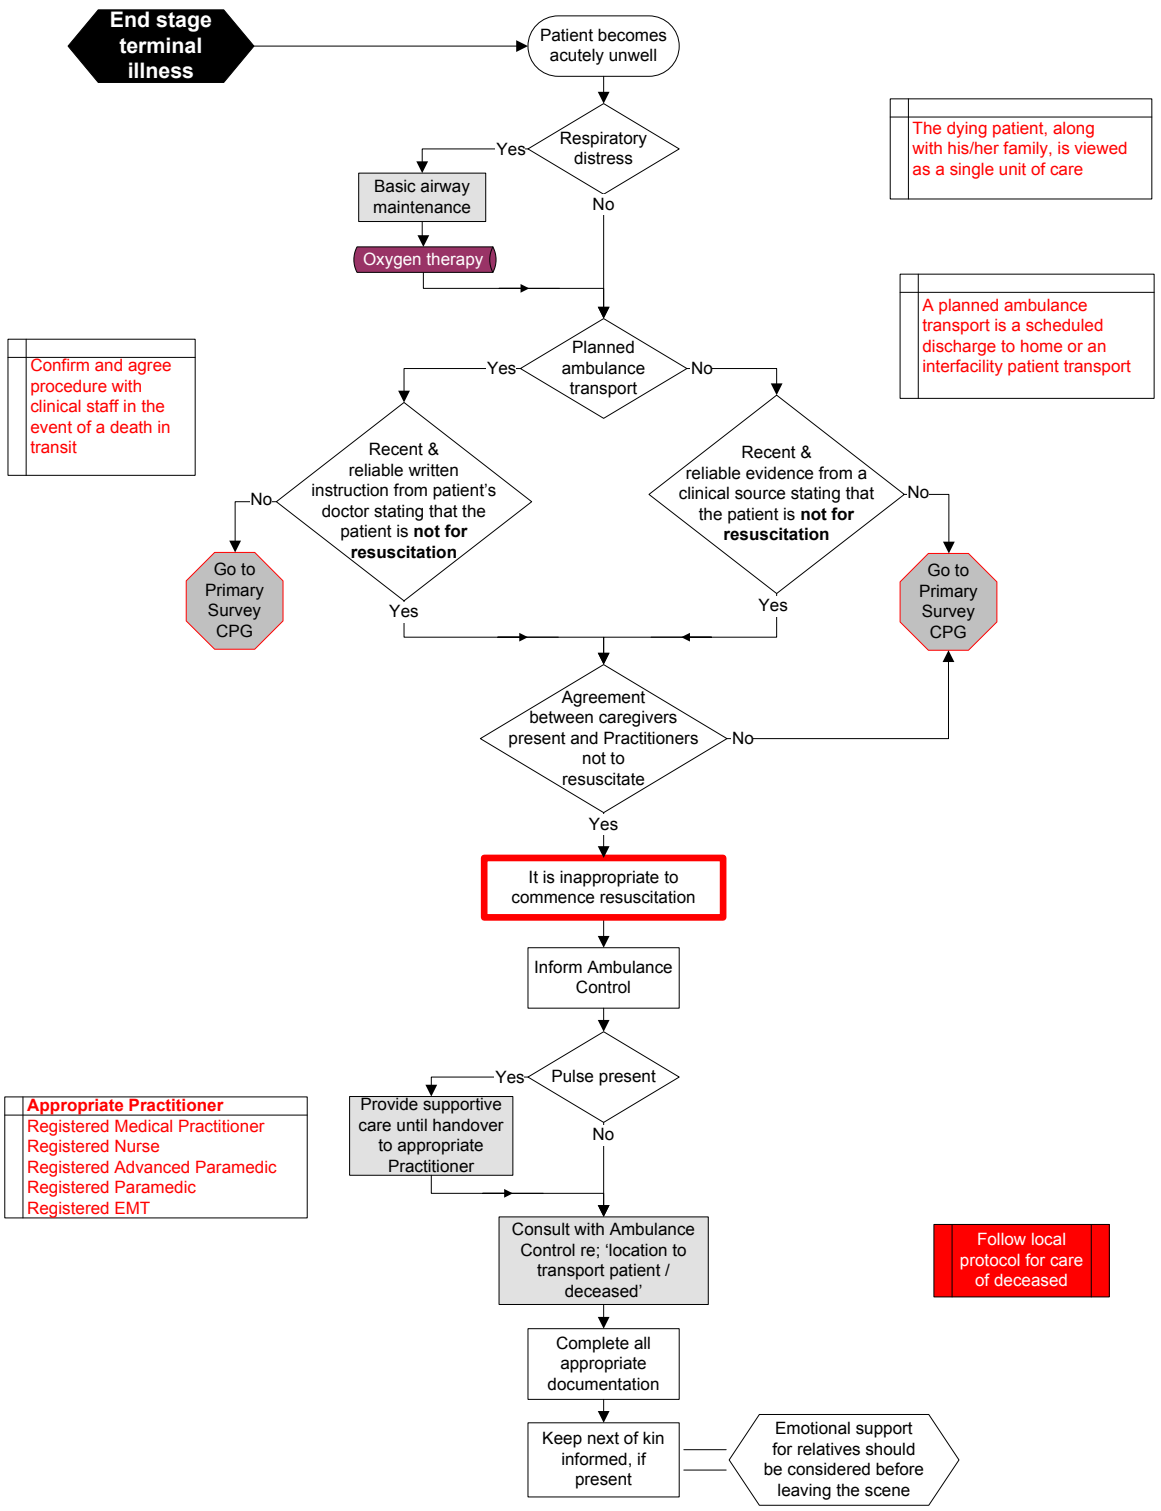 End stage
terminal
illness
Patient becomes
acutely unwell
Respiratory
distress
Yes
No
Basic airway
maintenance
Oxygen therapy
The dying patient, along
with his/her family, is viewed
as a single unit of care
A planned ambulance
transport is a scheduled
discharge to home or an
interfacility patient transport
Confirm and agree
procedure with
clinical staff in the
event of a death in
transit
Planned
ambulance
transport
Yes
No
Recent &
reliable written
instruction from patient's
doctor stating that the
patient is not for
resuscitation
No
Yes
Go to
Primary
Survey
CPG
Recent &
reliable evidence from a
clinical source stating that
the patient is not for
resuscitation
No
Yes
Go to
Primary
Survey
CPG
Agreement
between caregivers
present and Practitioners
not to
resuscitate
No
Yes
It is inappropriate to
commence resuscitation
Inform Ambulance
Control
Pulse present
Yes
No
Provide supportive
care until handover
to appropriate
Practitioner
Appropriate Practitioner
Registered Medical Practitioner
Registered Nurse
Registered Advanced Paramedic
Registered Paramedic
Registered EMT
Consult with Ambulance
Control re; 'location to
transport patient /
deceased'
Follow local
protocol for care
of deceased
Complete all
appropriate
documentation
Keep next of kin
informed, if
present
Emotional support
for relatives should
be considered before
leaving the scene